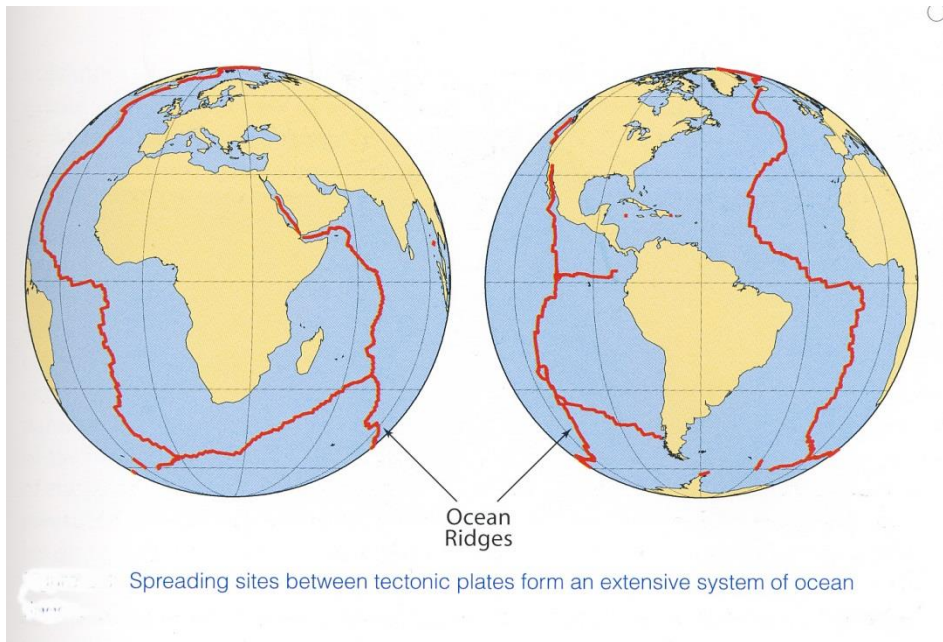 Ocean
Ridges
Spreading sites between tectonic plates form an extensive system of ocean